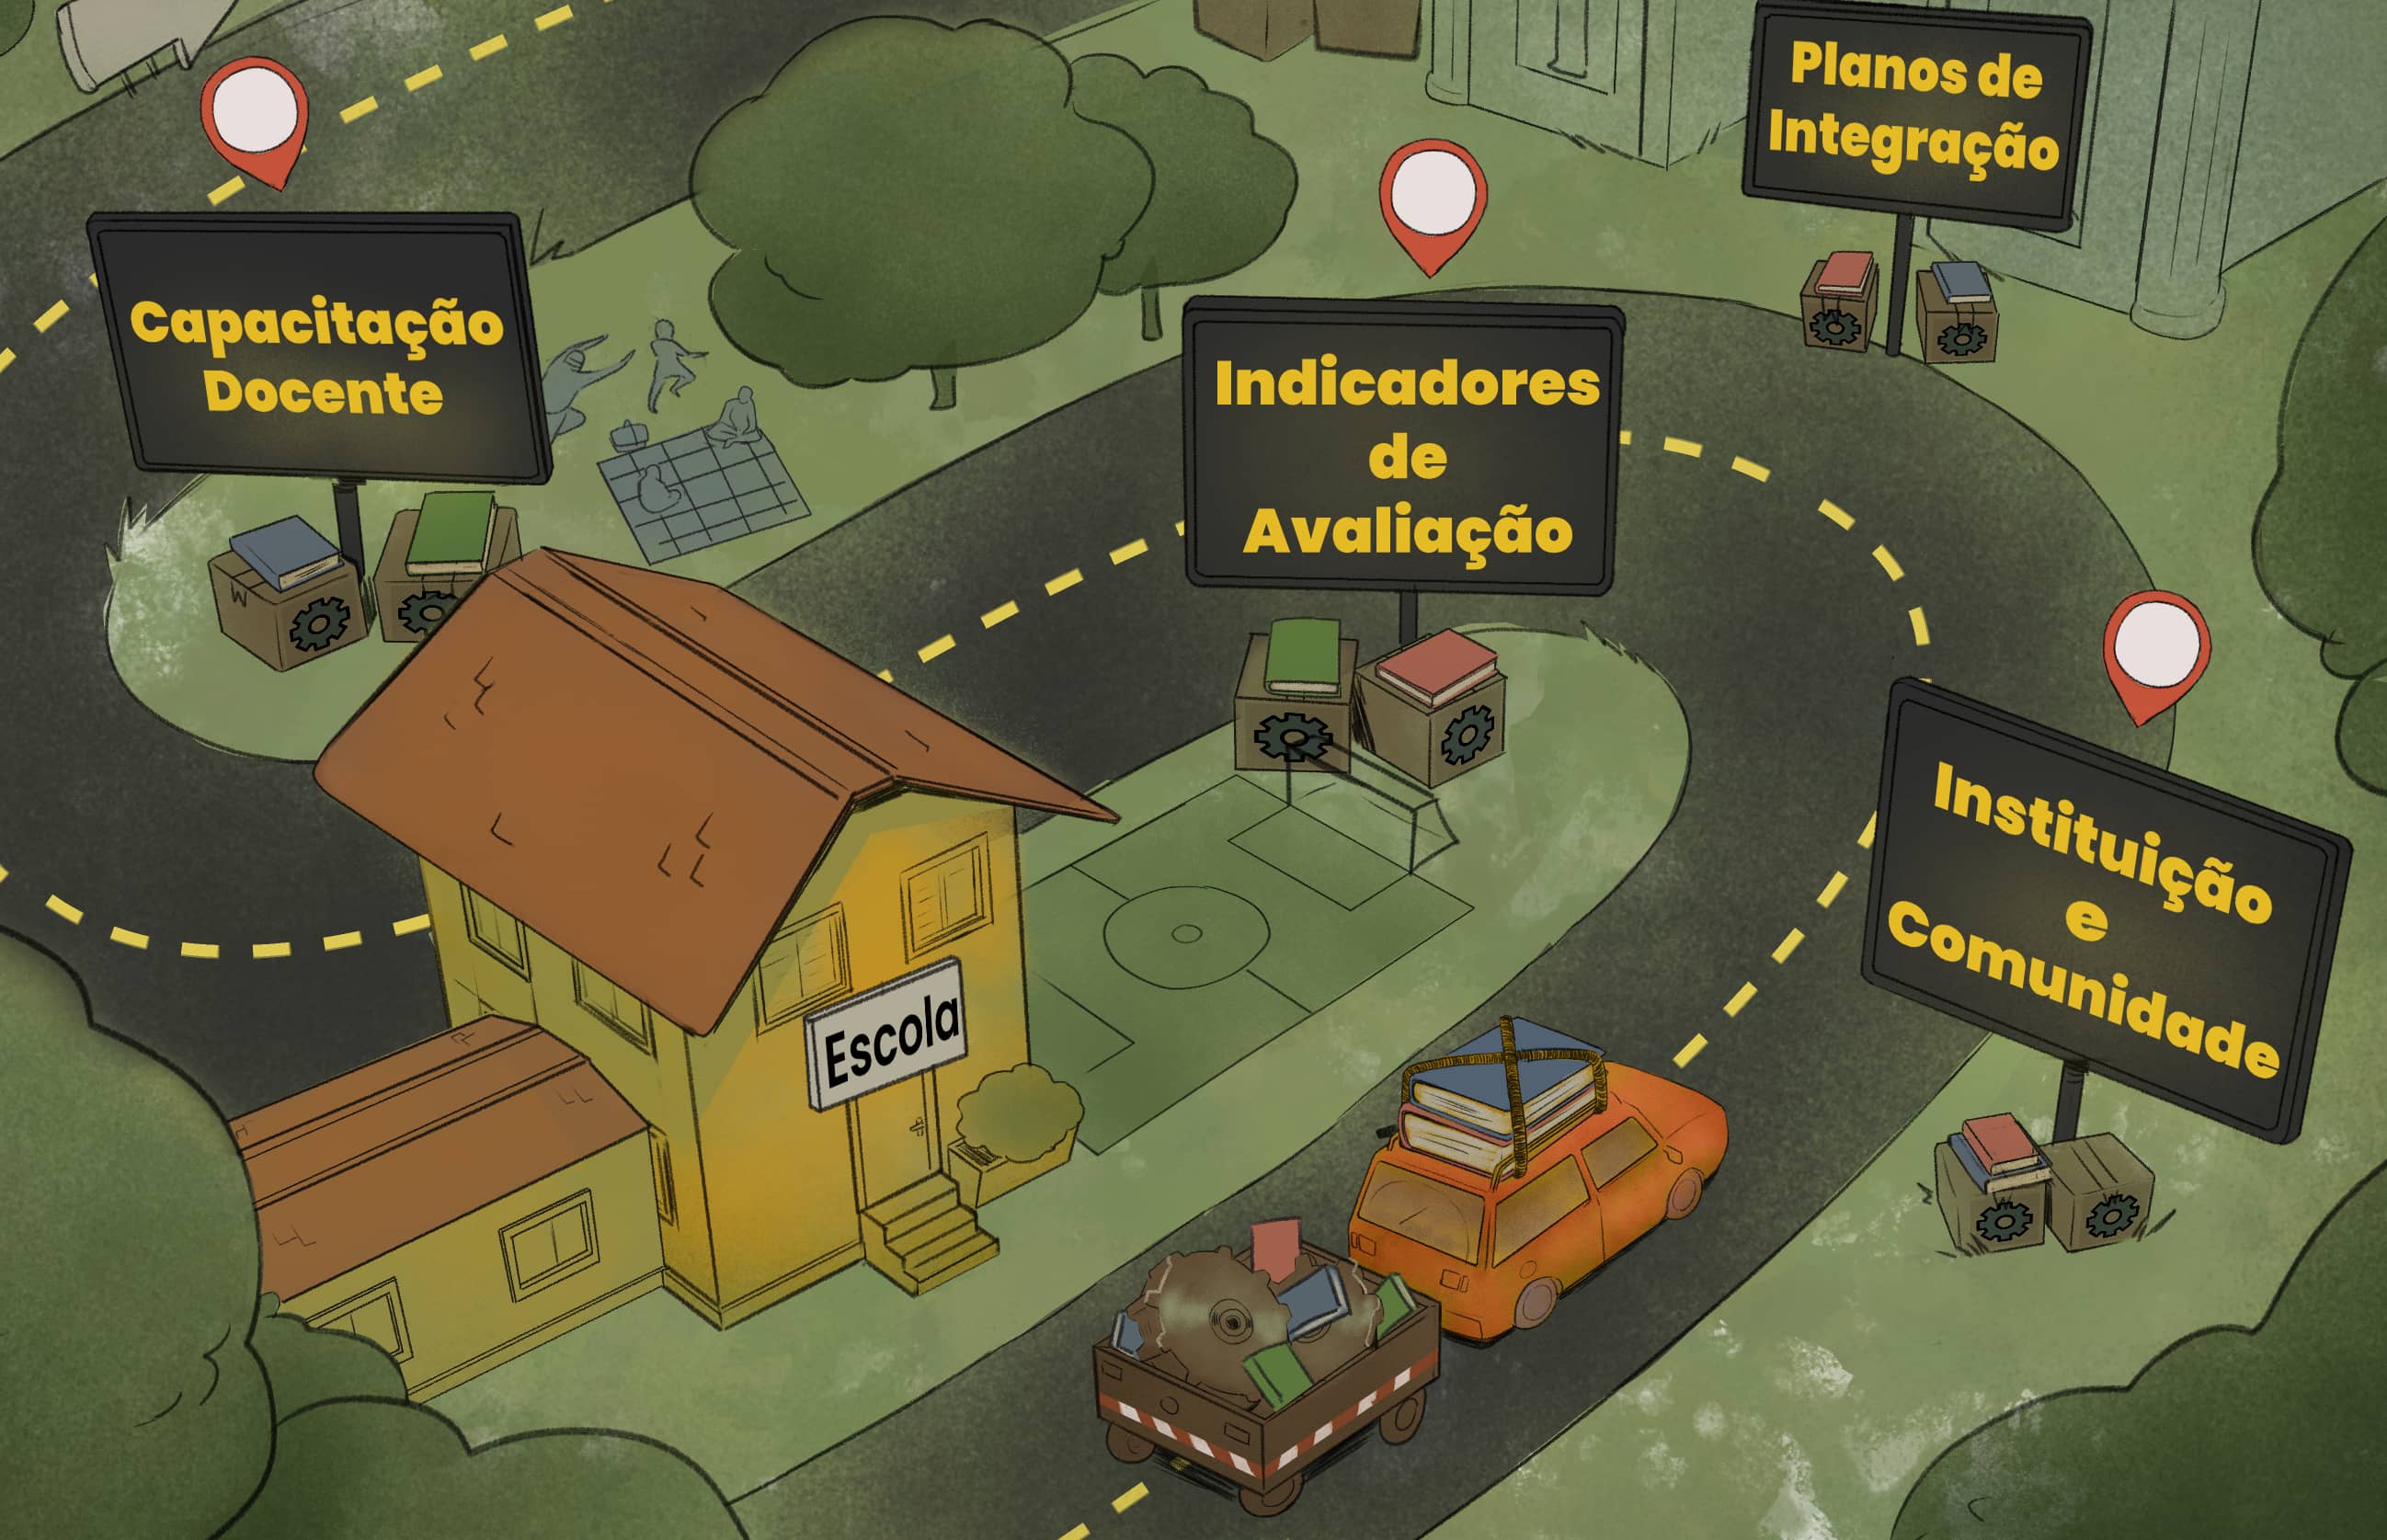 Planos de
Integração
Capacitação
Docente
Indicadores
de
Avaliação
Instituição
e
Comunidade
Escola